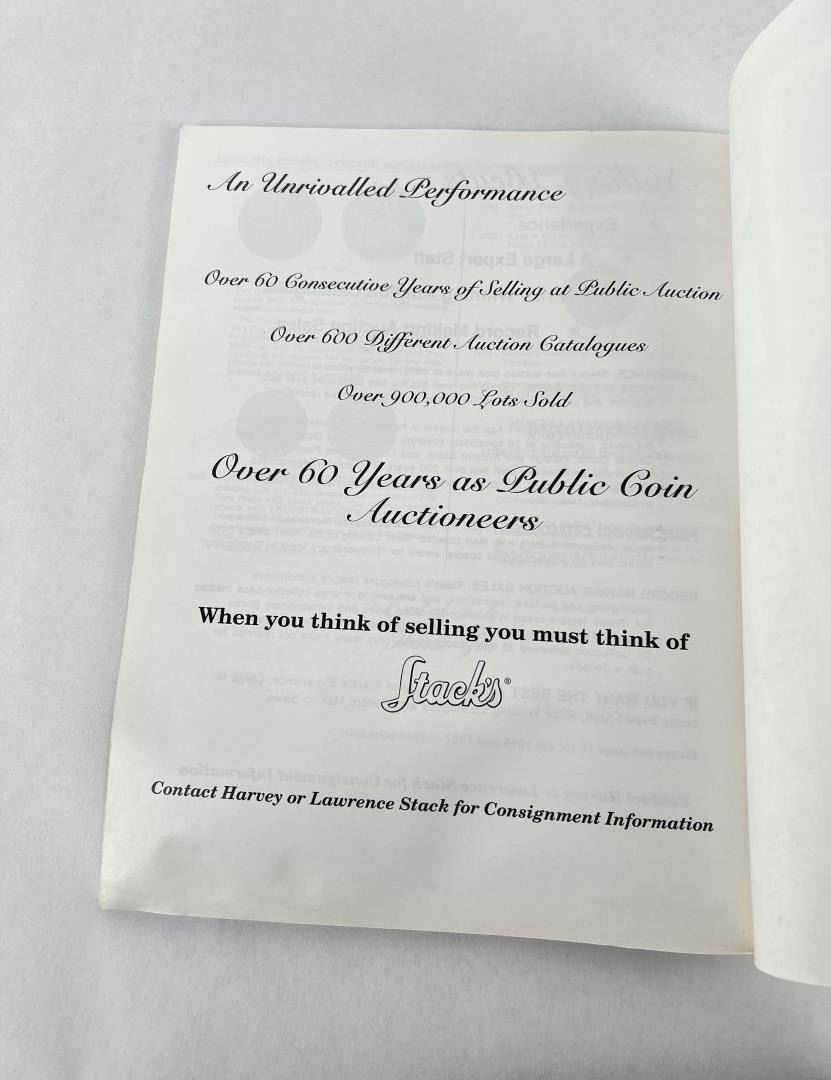 An Unrivalled Performance
Over 60 Consecutive Years of Selling at Public Auction
Over 600 Different Auction Catalogues
Over 900,000 Lots Sold
Over 60 Years as Public Coin
Auctioneers
When you think of selling you must think of
Stack's®
Contact Harvey or Lawrence Stack for Consignment Information